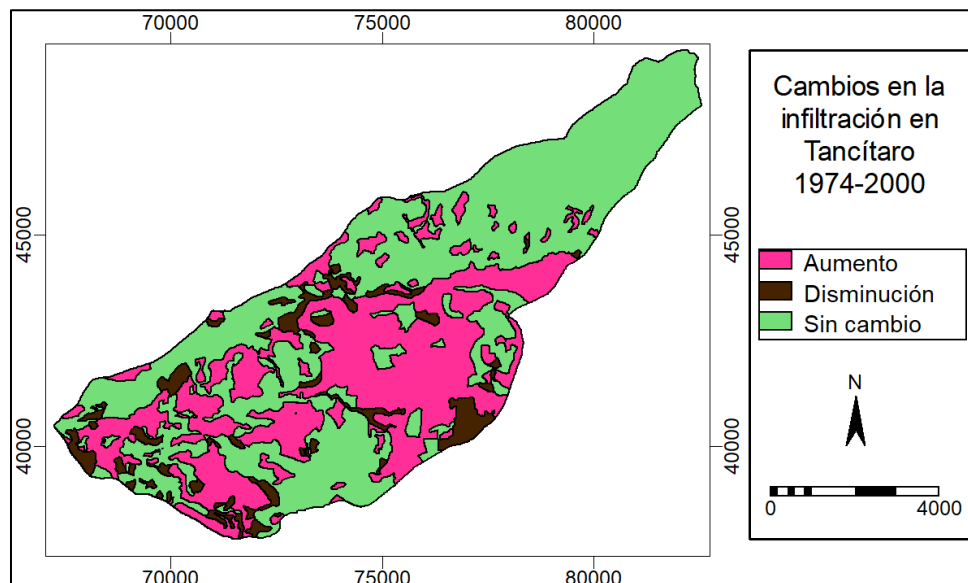 70000 75000 80000
Cambios en la
infiltración en
Tancítaro
1974-2000
45000 45000
Aumento
Disminución
Sin cambio
N
40000 40000
0 4000
70000 75000 80000